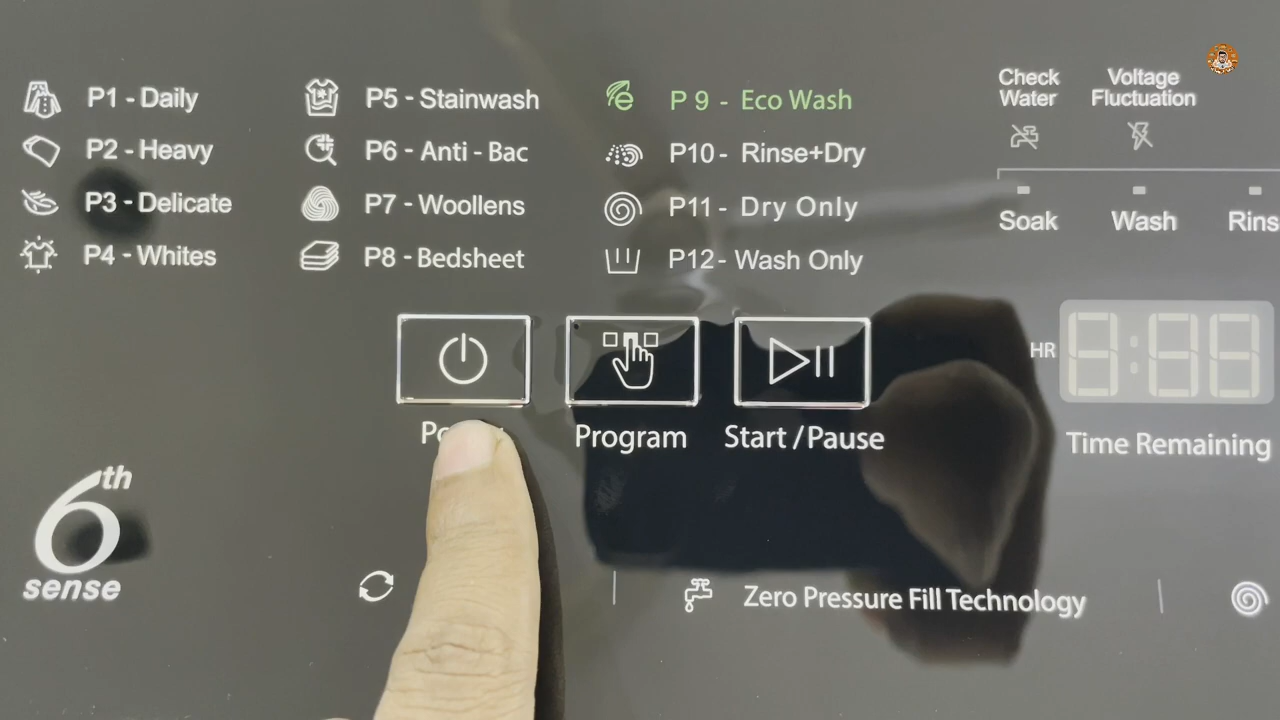 P1 - Daily
P2 - Heavy
P3 - Delicate
P4 - Whites
P5 - Stainwash
P6 - Anti - Bac
P7 - Woollens
P8 - Bedsheet
P 9 - Eco Wash
P10 - Rinse+Dry
P11 - Dry Only
P12 - Wash Only
Check
Water
Voltage
Fluctuation
Soak
Wash
Rins
HR
Program
Start / Pause
Time Remaining
6th
sense
Zero Pressure Fill Technology